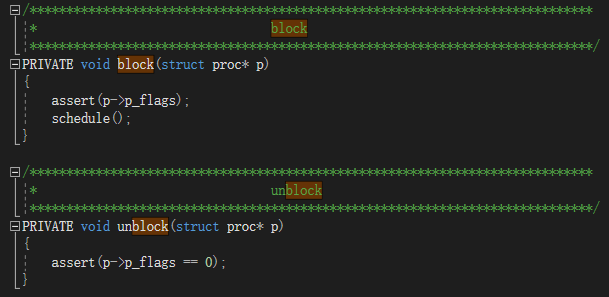 /*****************************************************************************
* block
*****************************************************************************/
PRIVATE void block(struct proc* p)
{
assert(p->p_flags);
schedule();
}
/*****************************************************************************
* unblock
*****************************************************************************/
PRIVATE void unblock(struct proc* p)
{
assert(p->p_flags == 0);
}